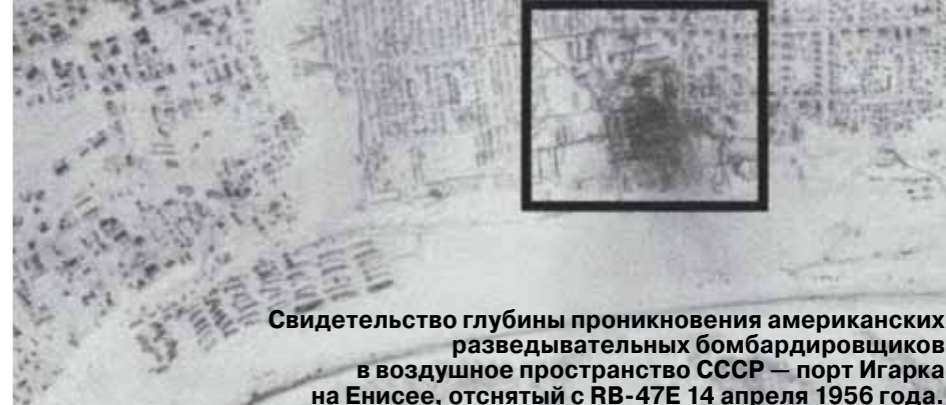 Свидетельство глубины проникновения американских
разведывательных бомбардировщиков
в воздушное пространство СССР — порт Игарка
на Енисее, отснятый с RB-47E 14 апреля 1956 года.